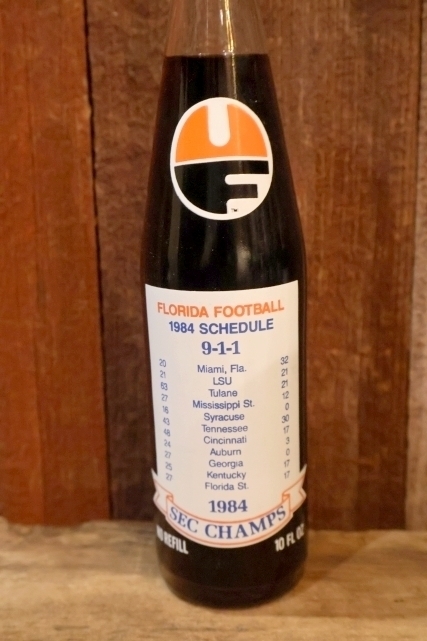 UF
FLORIDA FOOTBALL
1984 SCHEDULE
9-1-1
20 Miami, Fla. 32
21 LSU 21
63 Tulane 21
27 Mississippi St. 12
16 Syracuse 0
43 Tennessee 30
48 Cincinnati 17
24 Auburn 3
27 Georgia 0
25 Kentucky 17
27 Florida St. 17
1984
SEC CHAMPS
NO REFILL 10 FL OZ